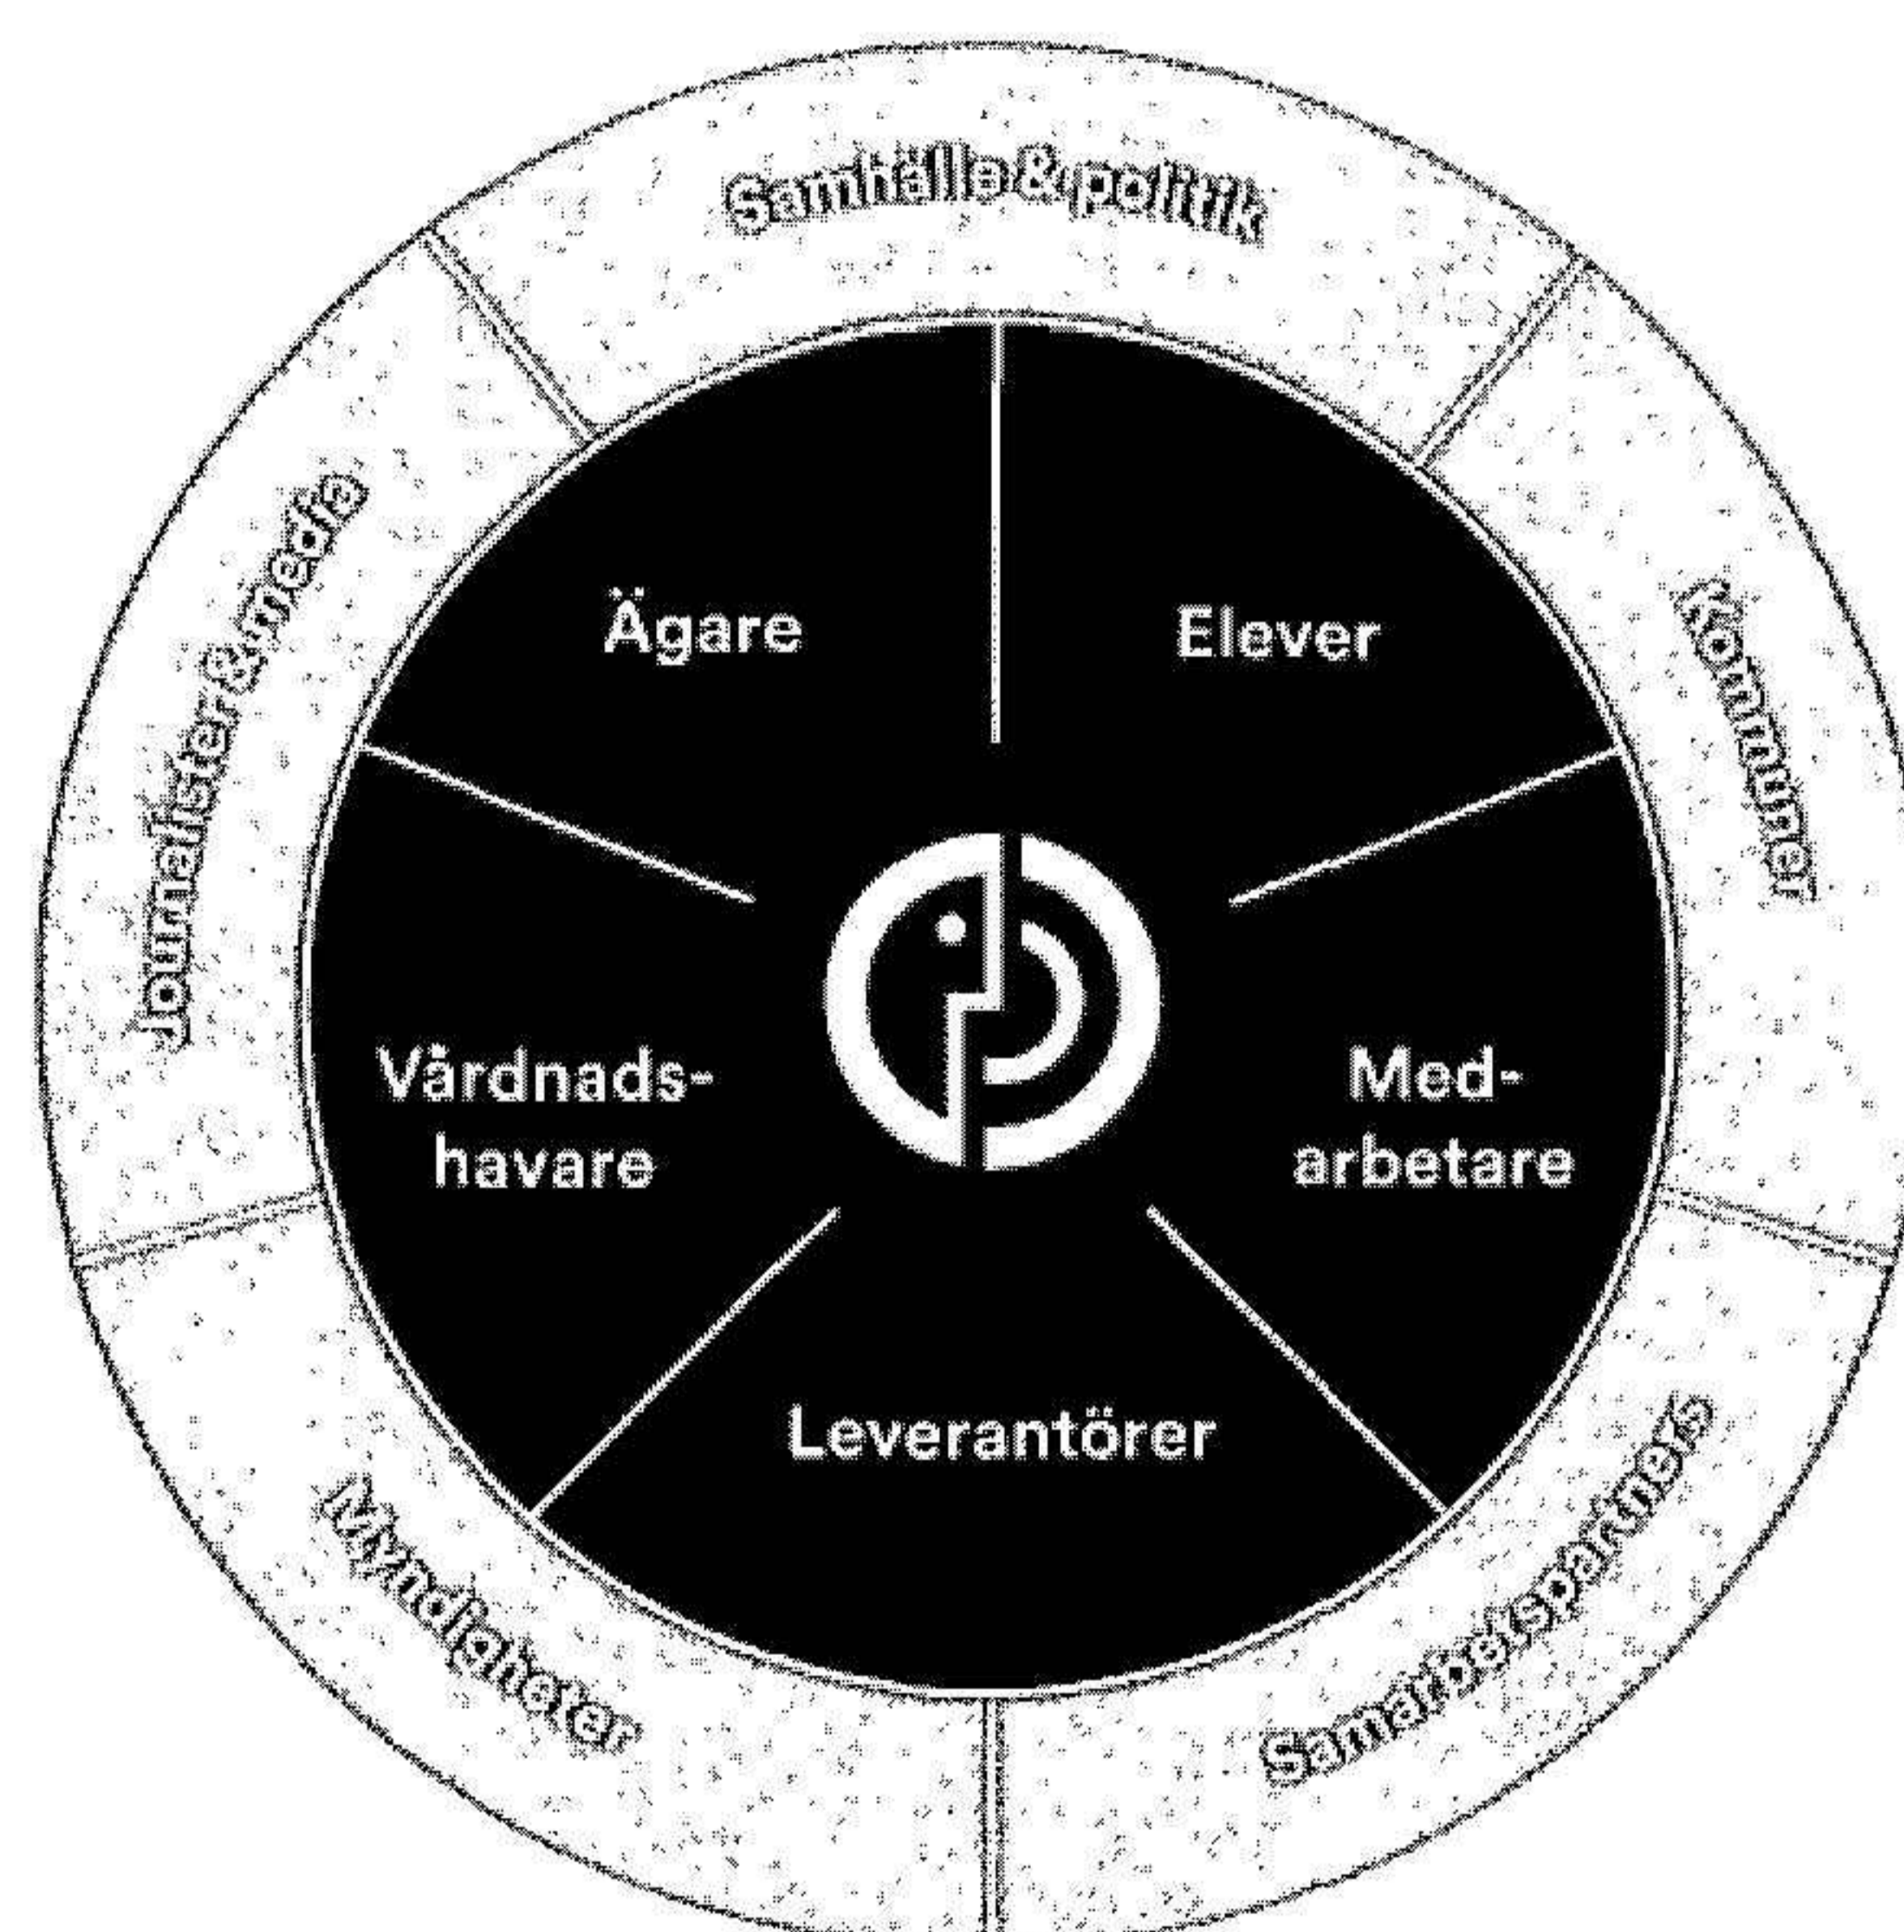 Samhälle & politik
Kommuner
Samarbetspartners
Myndigheter
Journalister & media
Ägare
Elever
Vårdnads-
havare
Med-
arbetare
Leverantörer